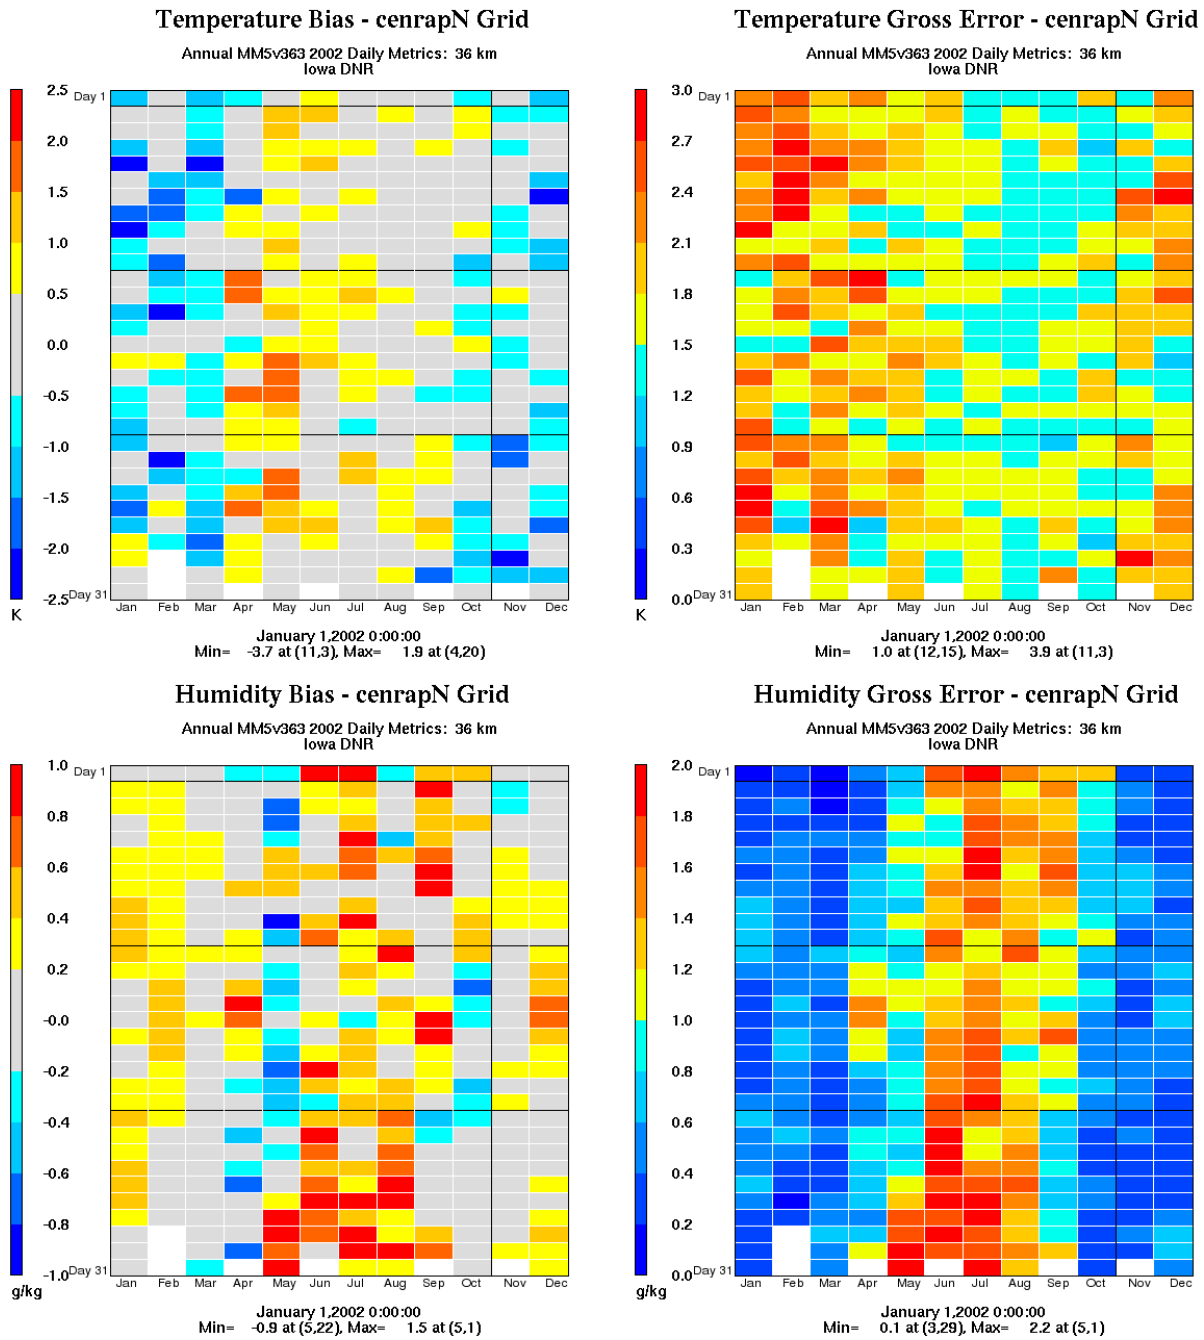 Temperature Bias - cenrapN Grid
Annual MM5v363 2002 Daily Metrics: 36 km
Iowa DNR
2.5
2.0
1.5
1.0
0.5
0.0
-0.5
-1.0
-1.5
-2.0
-2.5
K
Day 1
Day 31
Jan Feb Mar Apr May Jun Jul Aug Sep Oct Nov Dec
January 1,2002 0:00:00
Min= -3.7 at (11,3), Max= 1.9 at (4,20)
Temperature Gross Error - cenrapN Grid
Annual MM5v363 2002 Daily Metrics: 36 km
Iowa DNR
3.0
2.7
2.4
2.1
1.8
1.5
1.2
0.9
0.6
0.3
0.0
K
Day 1
Day 31
Jan Feb Mar Apr May Jun Jul Aug Sep Oct Nov Dec
January 1,2002 0:00:00
Min= 1.0 at (12,15), Max= 3.9 at (11,3)
Humidity Bias - cenrapN Grid
Annual MM5v363 2002 Daily Metrics: 36 km
Iowa DNR
1.0
0.8
0.6
0.4
0.2
-0.0
-0.2
-0.4
-0.6
-0.8
-1.0
g/kg
Day 1
Day 31
Jan Feb Mar Apr May Jun Jul Aug Sep Oct Nov Dec
January 1,2002 0:00:00
Min= -0.9 at (5,22), Max= 1.5 at (5,1)
Humidity Gross Error - cenrapN Grid
Annual MM5v363 2002 Daily Metrics: 36 km
Iowa DNR
2.0
1.8
1.6
1.4
1.2
1.0
0.8
0.6
0.4
0.2
0.0
g/kg
Day 1
Day 31
Jan Feb Mar Apr May Jun Jul Aug Sep Oct Nov Dec
January 1,2002 0:00:00
Min= 0.1 at (3,29), Max= 2.2 at (5,1)